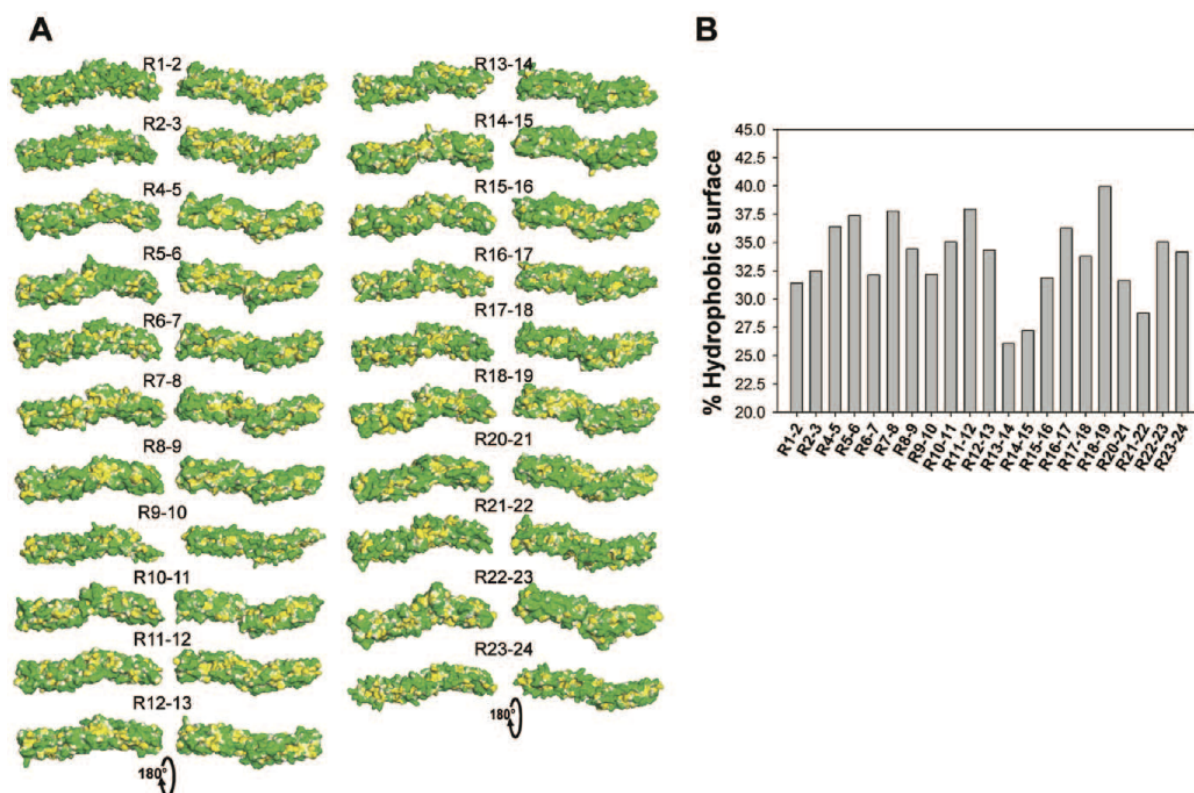 A
R1-2
R2-3
R4-5
R5-6
R6-7
R7-8
R8-9
R9-10
R10-11
R11-12
R12-13
180°
R13-14
R14-15
R15-16
R16-17
R17-18
R18-19
R20-21
R21-22
R22-23
R23-24
180°
B
% Hydrophobic surface
45.0
42.5
40.0
37.5
35.0
32.5
30.0
27.5
25.0
22.5
20.0
R1-2
R2-3
R4-5
R5-6
R6-7
R7-8
R8-9
R9-10
R10-11
R11-12
R12-13
R13-14
R14-15
R15-16
R16-17
R17-18
R18-19
R20-21
R21-22
R22-23
R23-24